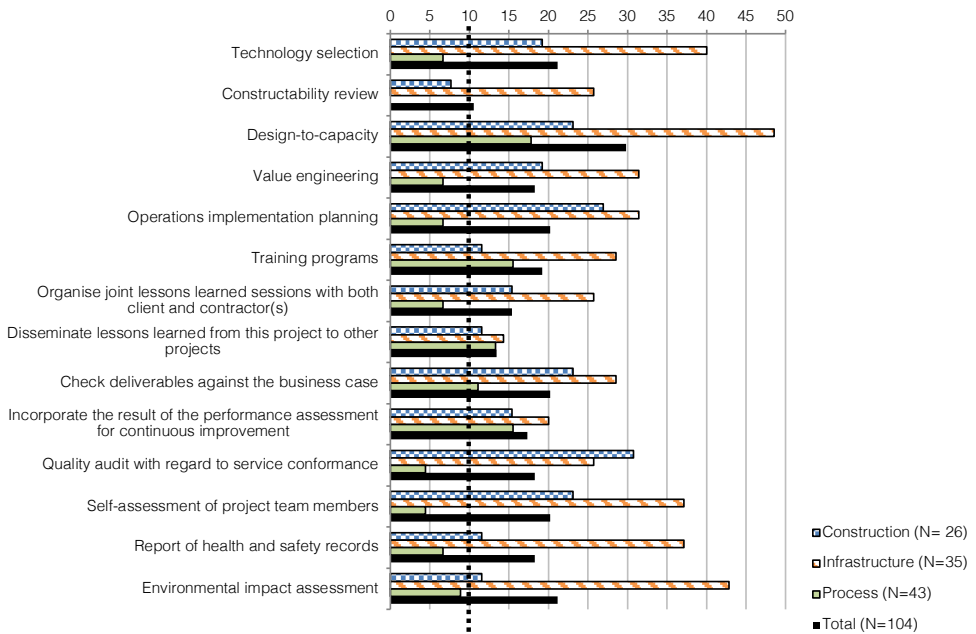 0 5 10 15 20 25 30 35 40 45 50
Technology selection
Constructability review
Design-to-capacity
Value engineering
Operations implementation planning
Training programs
Organise joint lessons learned sessions with both
client and contractor(s)
Disseminate lessons learned from this project to other
projects
Check deliverables against the business case
Incorporate the result of the performance assessment
for continuous improvement
Quality audit with regard to service conformance
Self-assessment of project team members
Report of health and safety records
Environmental impact assessment
Construction (N= 26)
Infrastructure (N=35)
Process (N=43)
Total (N=104)